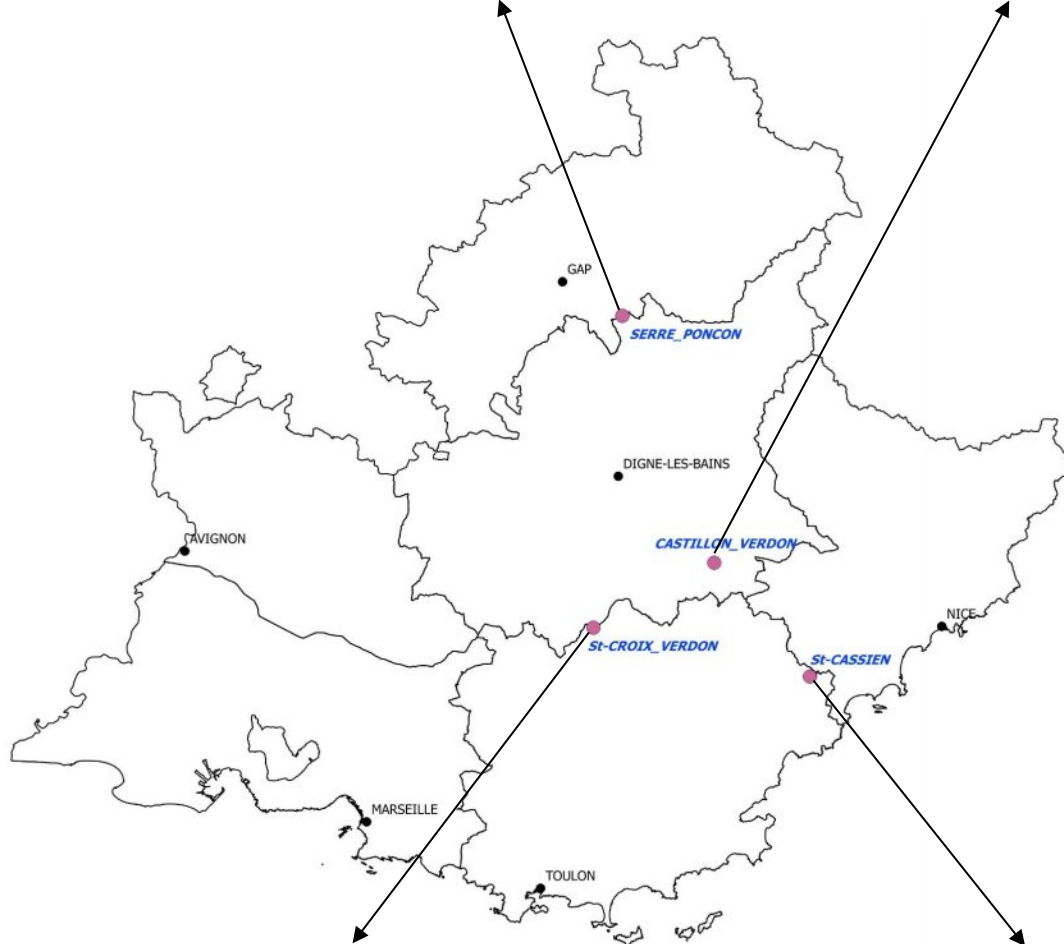 GAP
SERRE_PONCON
DIGNE-LES-BAINS
AVIGNON
CASTILLON_VERDON
NICE
St-CROIX_VERDON
St-CASSIEN
MARSEILLE
TOULON